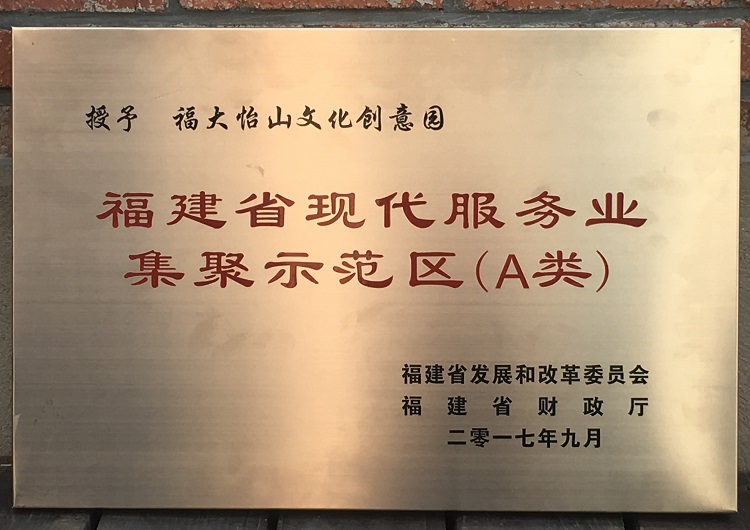 授予 福大怡山文化创意园
福建省现代服务业
集聚示范区(A类)
福建省发展和改革委员会
福建省财政厅
二零一七年九月